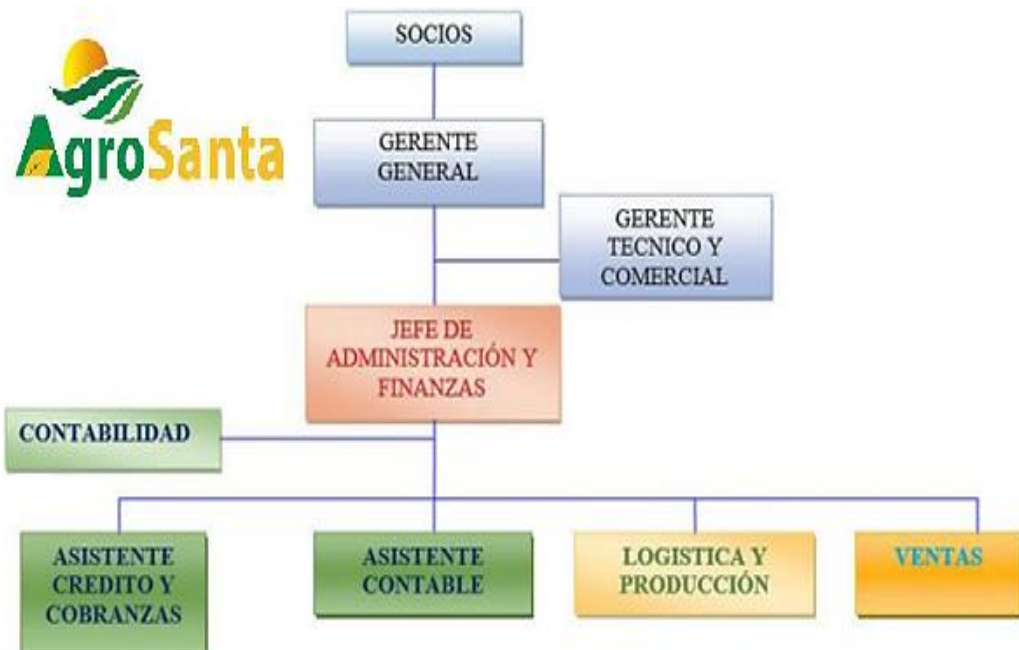 SOCIOS
AgroSanta
GERENTE
GENERAL
GERENTE
TECNICO Y
COMERCIAL
JEFE DE
ADMINISTRACIÓN Y
FINANZAS
CONTABILIDAD
ASISTENTE
CREDITO Y
COBRANZAS
ASISTENTE
CONTABLE
LOGISTICA Y
PRODUCCIÓN
VENTAS